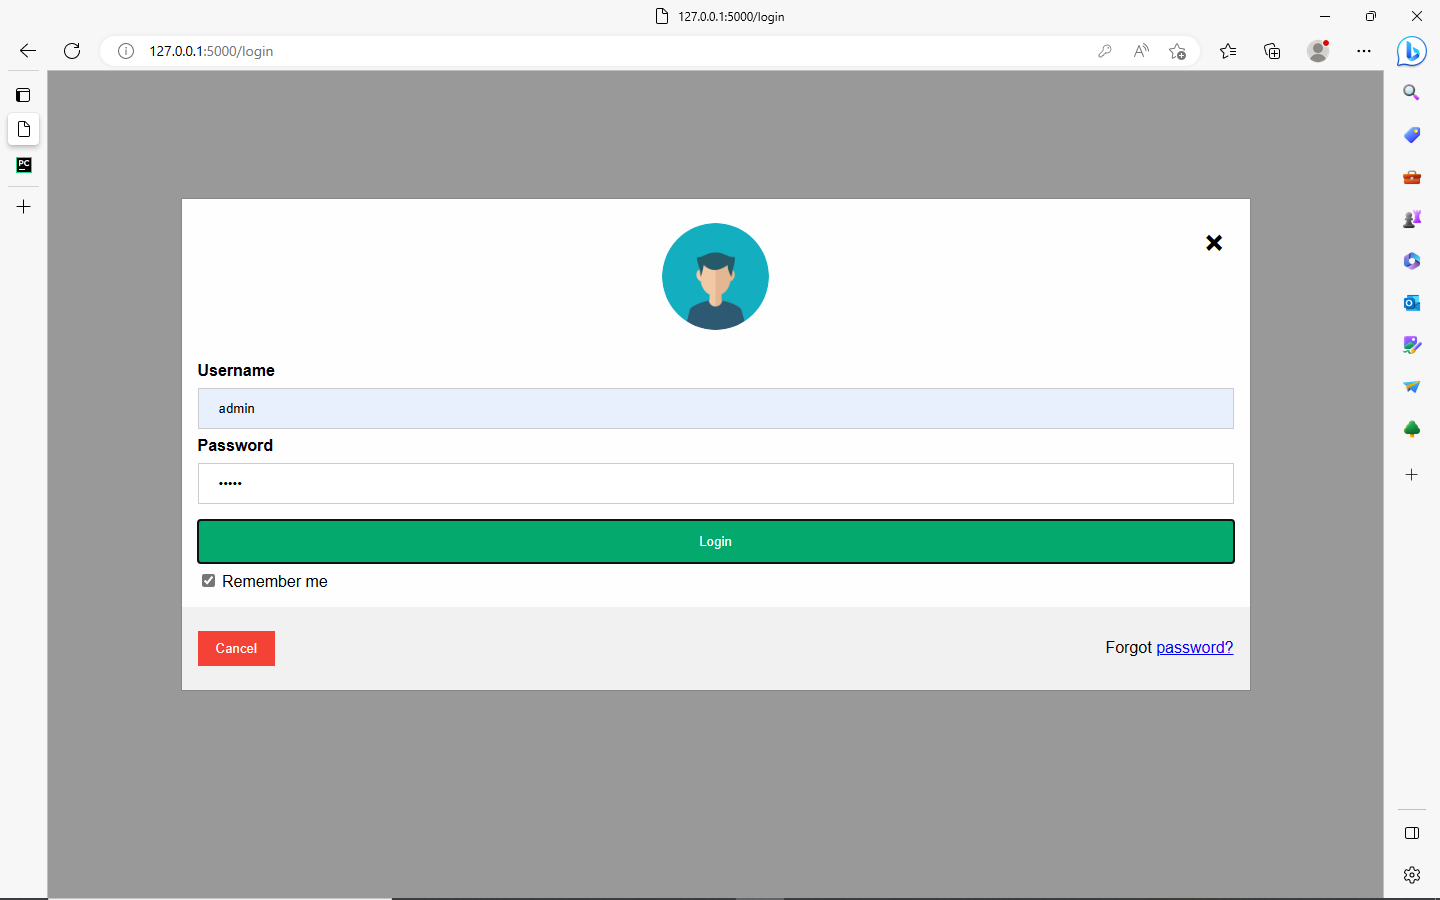 127.0.0.1:5000/login
127.0.0.1:5000/login
PC
Username
admin
Password
•••••
Login
Remember me
Cancel
Forgot password?